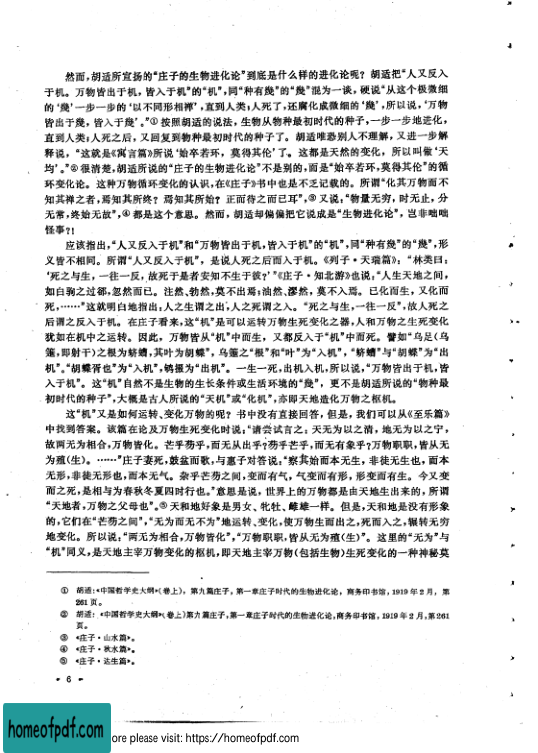 然而，胡适所宣扬的“庄子的生物进化论”到底是什么样的进化论呢？胡适把“人又反入
于机。万物皆出于机，皆入于机”的“机”，同“种有幾”的“幾”混为一谈，硬说“从这个极微细
的‘幾’一步一步的‘以不同形相禅’，直到人类；人死了，还腐化成微细的‘幾’，所以说，‘万物
皆出于幾，皆入于幾’。”①按照胡适的说法，生物从物种最初时代的种子，一步一步地进化，
直到人类；人死之后，又回复到物种最初时代的种子了。胡适唯恐别人不理解，又进一步解
释说，“这就是《寓言篇》所说‘始卒若环，莫得其伦’了。这都是天然的变化，所以叫做‘天
均’。”②很清楚，胡适所说的“庄子的生物进化论”不是别的，而是“始卒若环，莫得其伦”的循
环变化论。这种万物循环变化的认识，在《庄子》书中也是不乏记载的。所谓“化其万物而不
知其禅之者，焉知其所终？焉知其所始？正而待之而已耳”，③又说：“物量无穷，时无止，分
无常，终始无故”，④都是这个意思。然而，胡适却偏偏把它说成是“生物进化论”，岂非咄咄
怪事？！
应该指出，“人又反入于机”和“万物皆出于机，皆入于机”的“机”，同“种有幾”的“幾”，形
义皆不相同。所谓“人又反入于机”，是说人死之后而入于机。《列子·天瑞篇》：“林类曰：
‘死之与生，一往一反，故死于是者安知不生于彼？’”《庄子·知北游》也说：“人生天地之间，
如白驹之过郤，忽然而已。注然、勃然，莫不出焉；油然、漻然，莫不入焉。已化而生，又化而
死，……”这就明白地指出：人之生谓之出，人之死谓之入。“死之与生，一往一反”，故人死之
后谓之反入于机。在庄子看来，这“机”是可以运转万物生死变化之器，人和万物之生死变化
犹如在机中之运转。因此，万物皆从“机”中而生，又都反入于“机”中而死。譬如“乌足（乌
箑，即射干）之根为蛴螬，其叶为胡蝶”，乌箑之“根”和“叶”为“入机”，“蛴螬”与“胡蝶”为“出
机”。“胡蝶胥也”为“入机”，鸲掇为“出机”。一生一死，出机入机，所以说，“万物皆出于机，皆
入于机”。这“机”自然不是生物的生长条件或生活环境的“幾”，更不是胡适所说的“物种最
初时代的种子”，大概是古人所说的“天机”或“化机”，亦即天地造化万物之枢机。
这“机”又是如何运转、变化万物的呢？书中没有直接回答，但是，我们可以从《至乐篇》
中找到答案。该篇在论及万物生死变化时说：“请尝试言之：天无为以之清，地无为以之宁，
故两无为相合，万物皆化。芒乎芴乎，而无从出乎？芴乎芒乎，而无有象乎？万物职职，皆从无
为殖（生）。……”庄子妻死，鼓盆而歌，与惠子对答说：“察其始而本无生，非徒无生也，而本
无形，非徒无形也，而本无气。杂乎芒芴之间，变而有气，气变而有形，形变而有生。今又变
而之死，是相与为春秋冬夏四时行也。”意思是说，世界上的万物都是由天地生出来的，所谓
“天地者，万物之父母也”。⑤天和地好象是男女、牝牡、雌雄一样。但是，天和地是没有形象
的，它们在“芒芴之间”，“无为而无不为”地运转、变化，使万物生而出之，死而入之，辗转无穷
地变化。所以说：“两无为相合，万物皆化”，“万物职职，皆从无为殖（生）”。这里的“无为”与
“机”同义，是天地主宰万物变化的枢机，即天地主宰万物（包括生物）生死变化的一种神秘莫
① 胡适：《中国哲学史大纲》（卷上），第九篇庄子，第一章庄子时代的生物进化论，商务印书馆，1919年2月，第
261页。
② 胡适：《中国哲学史大纲》（卷上）第九篇庄子，第一章庄子时代的生物进化论，商务印书馆，1919年2月，第261
页。
③ 《庄子·山水篇》。
④ 《庄子·秋水篇》。
⑤ 《庄子·达生篇》。
· 6 ·
homeofpdf.com
ore please visit: https://homeofpdf.com